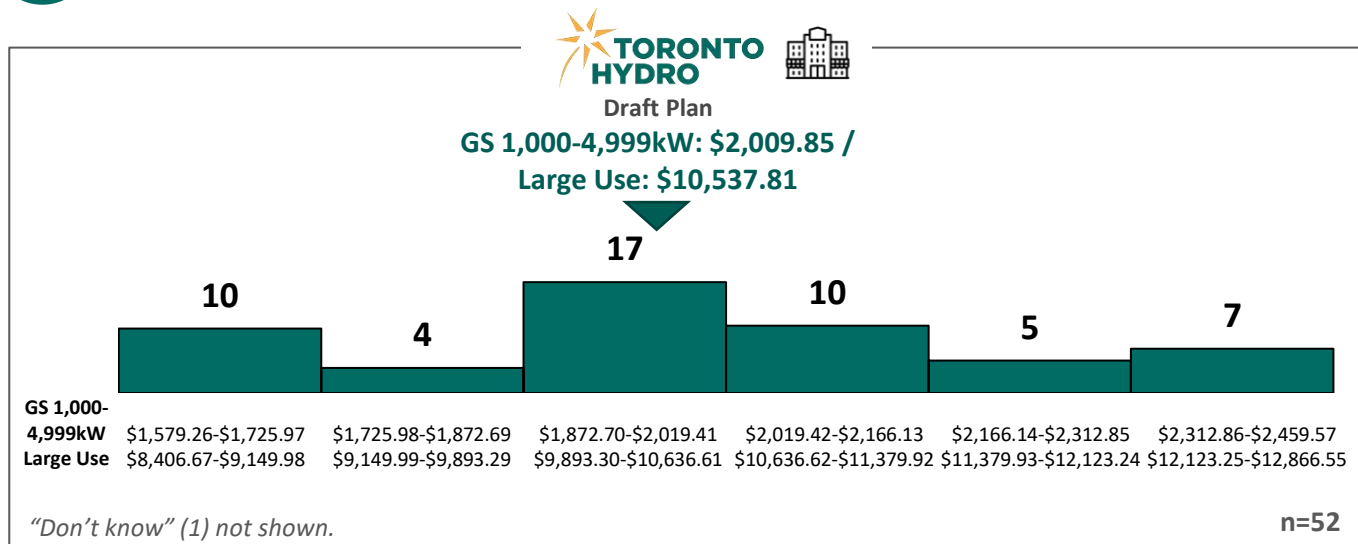 TORONTO
HYDRO
Draft Plan
GS 1,000-4,999kW: $2,009.85 /
Large Use: $10,537.81
10
4
17
10
5
7
GS 1,000-
4,999kW $1,579.26-$1,725.97 $1,725.98-$1,872.69 $1,872.70-$2,019.41 $2,019.42-$2,166.13 $2,166.14-$2,312.85 $2,312.86-$2,459.57
Large Use $8,406.67-$9,149.98 $9,149.99-$9,893.29 $9,893.30-$10,636.61 $10,636.62-$11,379.92 $11,379.93-$12,123.24 $12,123.25-$12,866.55
“Don’t know” (1) not shown.
n=52